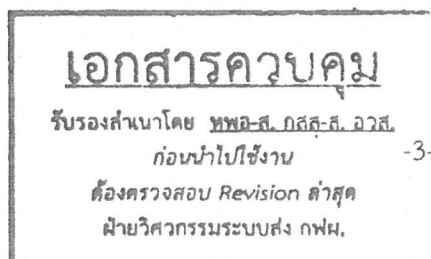 เอกสารควบคุม
รับรองสำเนาโดย หพอ-ส. กสส-ส. อวส.
ก่อนนำไปใช้งาน
-3-
ต้องตรวจสอบ Revision ล่าสุด
ฝ่ายวิศวกรรมระบบส่ง กฟผ.